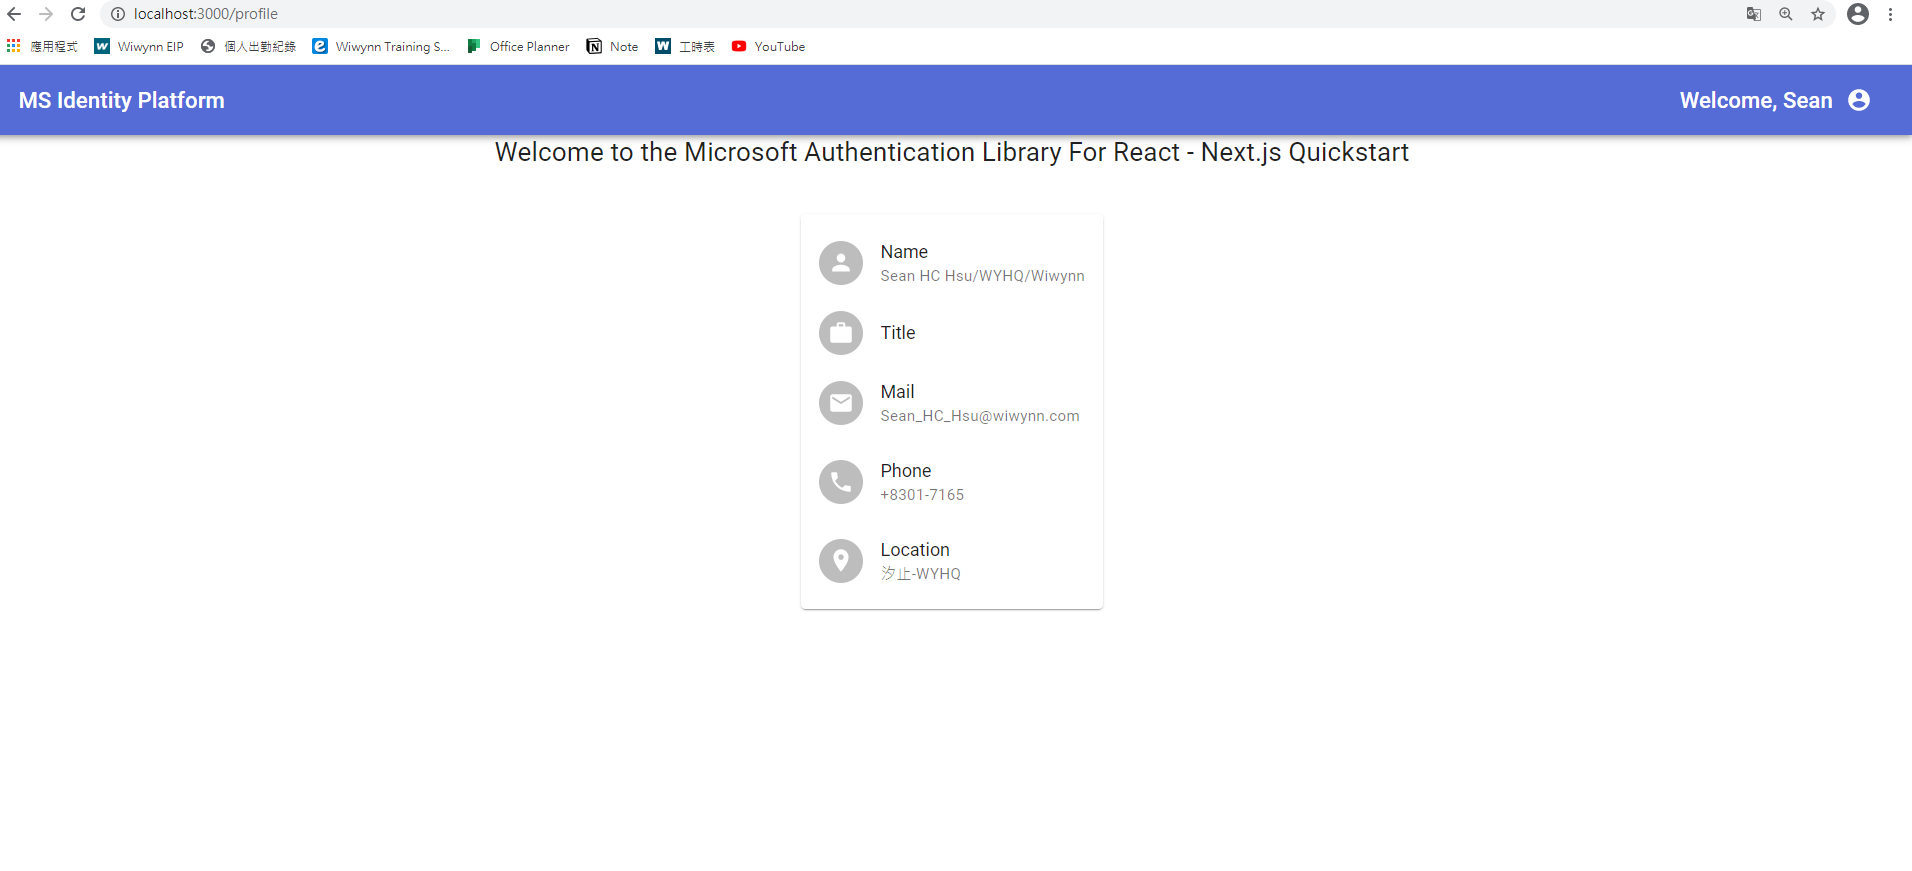 localhost:3000/profile
應用程式 Wiwynn EIP 個人出勤紀錄 Wiwynn Training S... Office Planner Note 工時表 YouTube
MS Identity Platform Welcome, Sean
Welcome to the Microsoft Authentication Library For React - Next.js Quickstart
Name
Sean HC Hsu/WYHQ/Wiwynn
Title
Mail
Sean_HC_Hsu@wiwynn.com
Phone
+8301-7165
Location
汐止-WYHQ